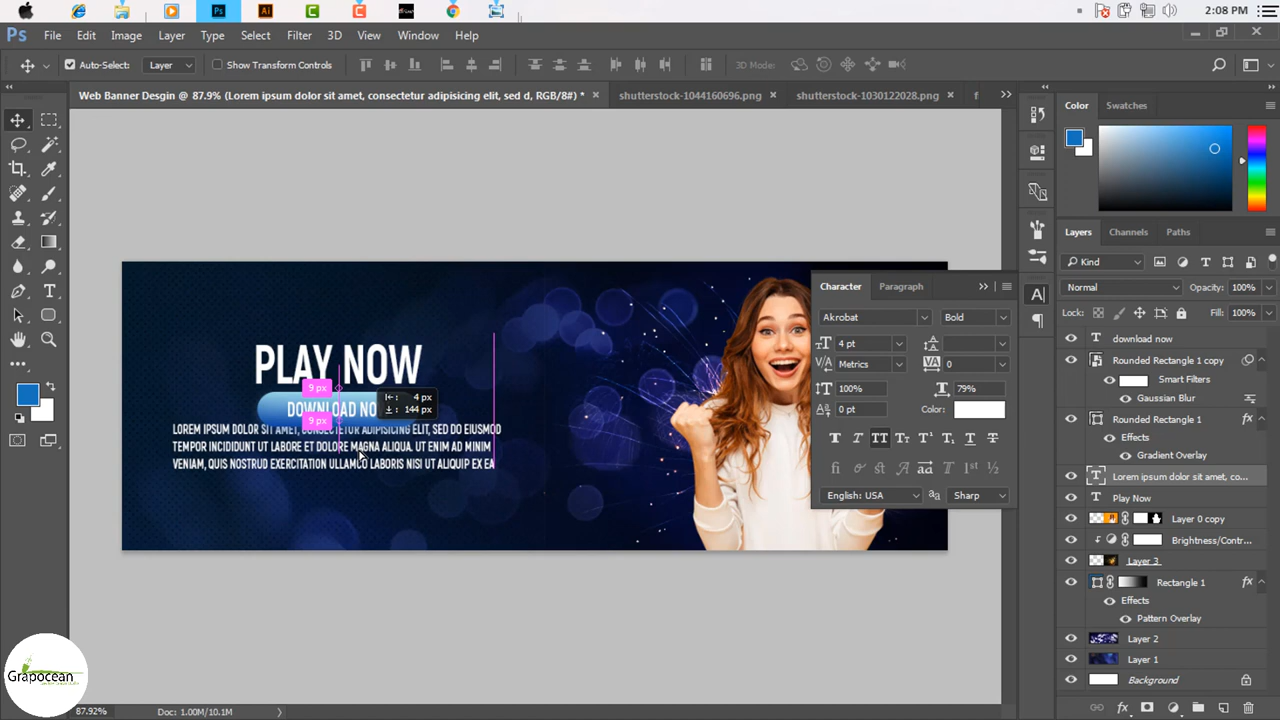 2:08 PM
Ps File Edit Image Layer Type Select Filter 3D View Window Help
Auto-Select: Layer Show Transform Controls 3D Mode:
Web Banner Desgin @ 87.9% (Lorem ipsum dolor sit amet, consectetur adipisicing elit, sed d, RGB/8#) * shutterstock-1044160696.png shutterstock-1030122028.png
Color Swatches
Layers Channels Paths
Kind
Normal Opacity: 100%
Lock: Fill: 100%
download now
Rounded Rectangle 1 copy
Smart Filters
Gaussian Blur
Rounded Rectangle 1 fx
Effects
Gradient Overlay
Lorem ipsum dolor sit amet, co...
Play Now
Layer 0 copy
Brightness/Contr...
Layer 3
Rectangle 1 fx
Effects
Pattern Overlay
Layer 2
Layer 1
Background
Character Paragraph
Akrobat Bold
4 pt
Metrics 0
100% 79%
0 pt Color:
English: USA Sharp
PLAY NOW
9 px
4 px
144 px
DOWNLOAD NO
9 px
LOREM IPSUM DOLOR SIT AMET, CONSECTETUR ADIPISICING ELIT, SED DO EIUSMOD
TEMPOR INCIDIDUNT UT LABORE ET DOLORE MAGNA ALIQUA. UT ENIM AD MINIM
VENIAM, QUIS NOSTRUD EXERCITATION ULLAMCO LABORIS NISI UT ALIQUIP EX EA
Grapocean
87.92% Doc: 1.00M/10.1M